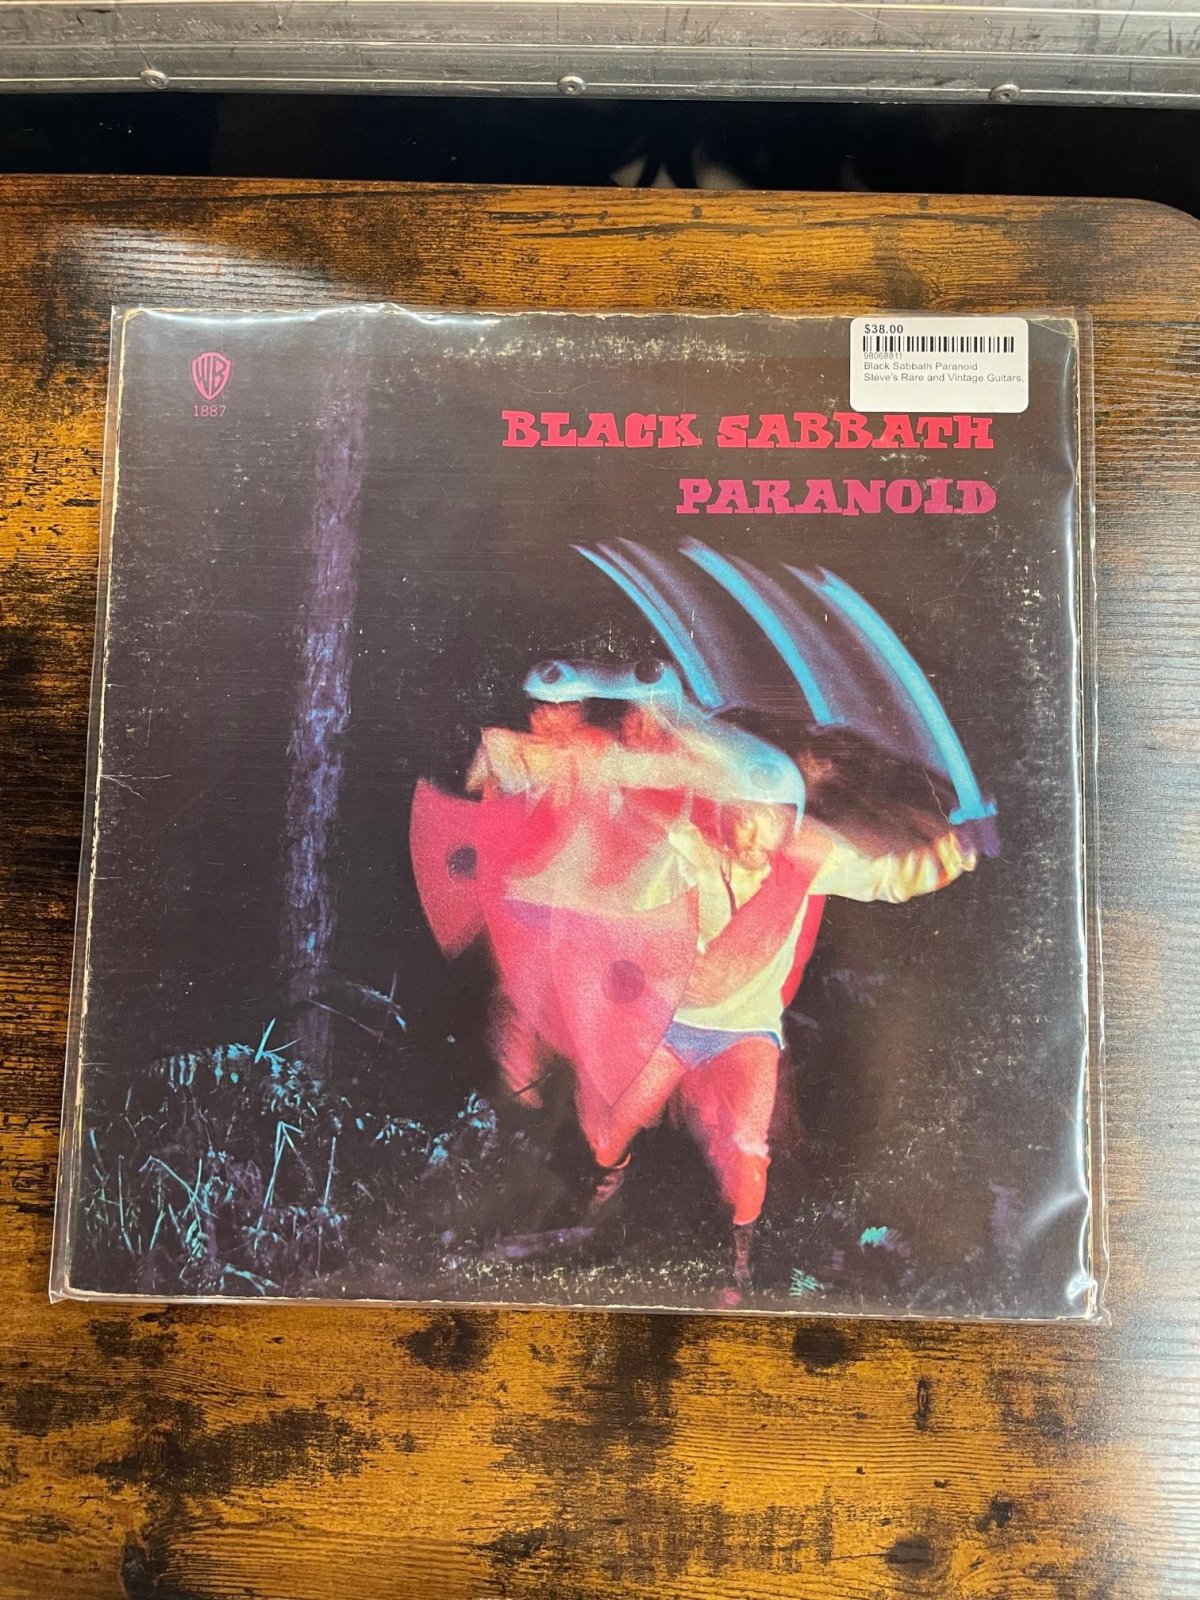 $38.00
98068811
Black Sabbath Paranoid
Steve's Rare and Vintage Guitars,
WB
1887
BLACK SABBATH
PARANOID